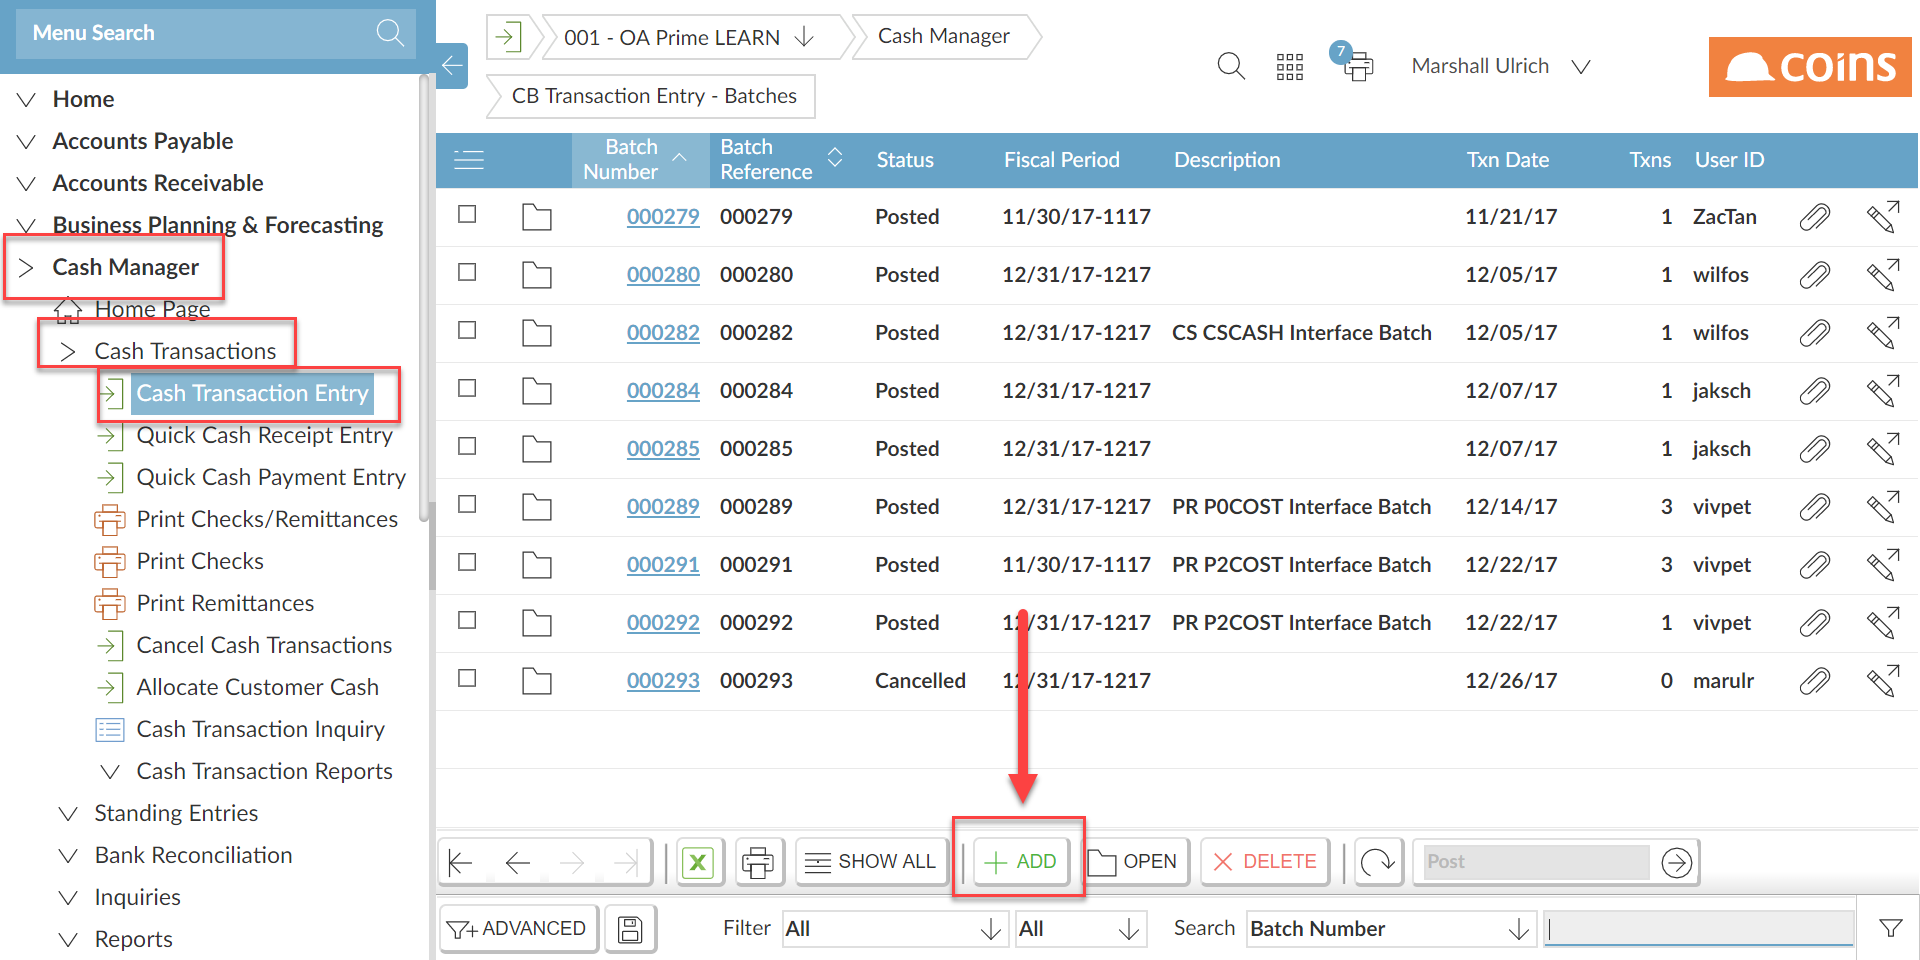 Menu Search
Home
Accounts Payable
Accounts Receivable
Business Planning & Forecasting
Cash Manager
Home Page
Cash Transactions
Cash Transaction Entry
Quick Cash Receipt Entry
Quick Cash Payment Entry
Print Checks/Remittances
Print Checks
Print Remittances
Cancel Cash Transactions
Allocate Customer Cash
Cash Transaction Inquiry
Cash Transaction Reports
Standing Entries
Bank Reconciliation
Inquiries
Reports
001 - OA Prime LEARN Cash Manager
CB Transaction Entry - Batches
7
Marshall Ulrich
coins
Batch Number Batch Reference Status Fiscal Period Description Txn Date Txns User ID
000279 000279 Posted 11/30/17-1117 11/21/17 1 ZacTan
000280 000280 Posted 12/31/17-1217 12/05/17 1 wilfos
000282 000282 Posted 12/31/17-1217 CS CSCASH Interface Batch 12/05/17 1 wilfos
000284 000284 Posted 12/31/17-1217 12/07/17 1 jaksch
000285 000285 Posted 12/31/17-1217 12/07/17 1 jaksch
000289 000289 Posted 12/31/17-1217 PR P0COST Interface Batch 12/14/17 3 vivpet
000291 000291 Posted 11/30/17-1117 PR P2COST Interface Batch 12/22/17 3 vivpet
000292 000292 Posted 12/31/17-1217 PR P2COST Interface Batch 12/22/17 1 vivpet
000293 000293 Cancelled 12/31/17-1217 12/26/17 0 marulr
X SHOW ALL ADD OPEN DELETE Post
ADVANCED Filter All All Search Batch Number